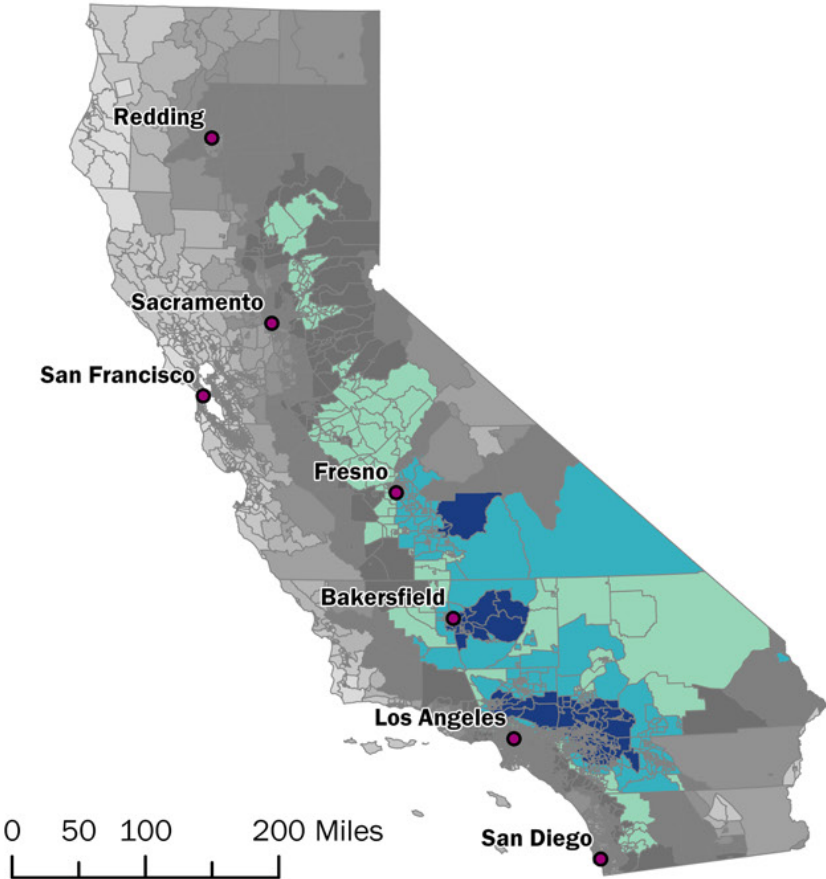 Redding
Sacramento
San Francisco
Fresno
Bakersfield
Los Angeles
San Diego
0 50 100 200 Miles